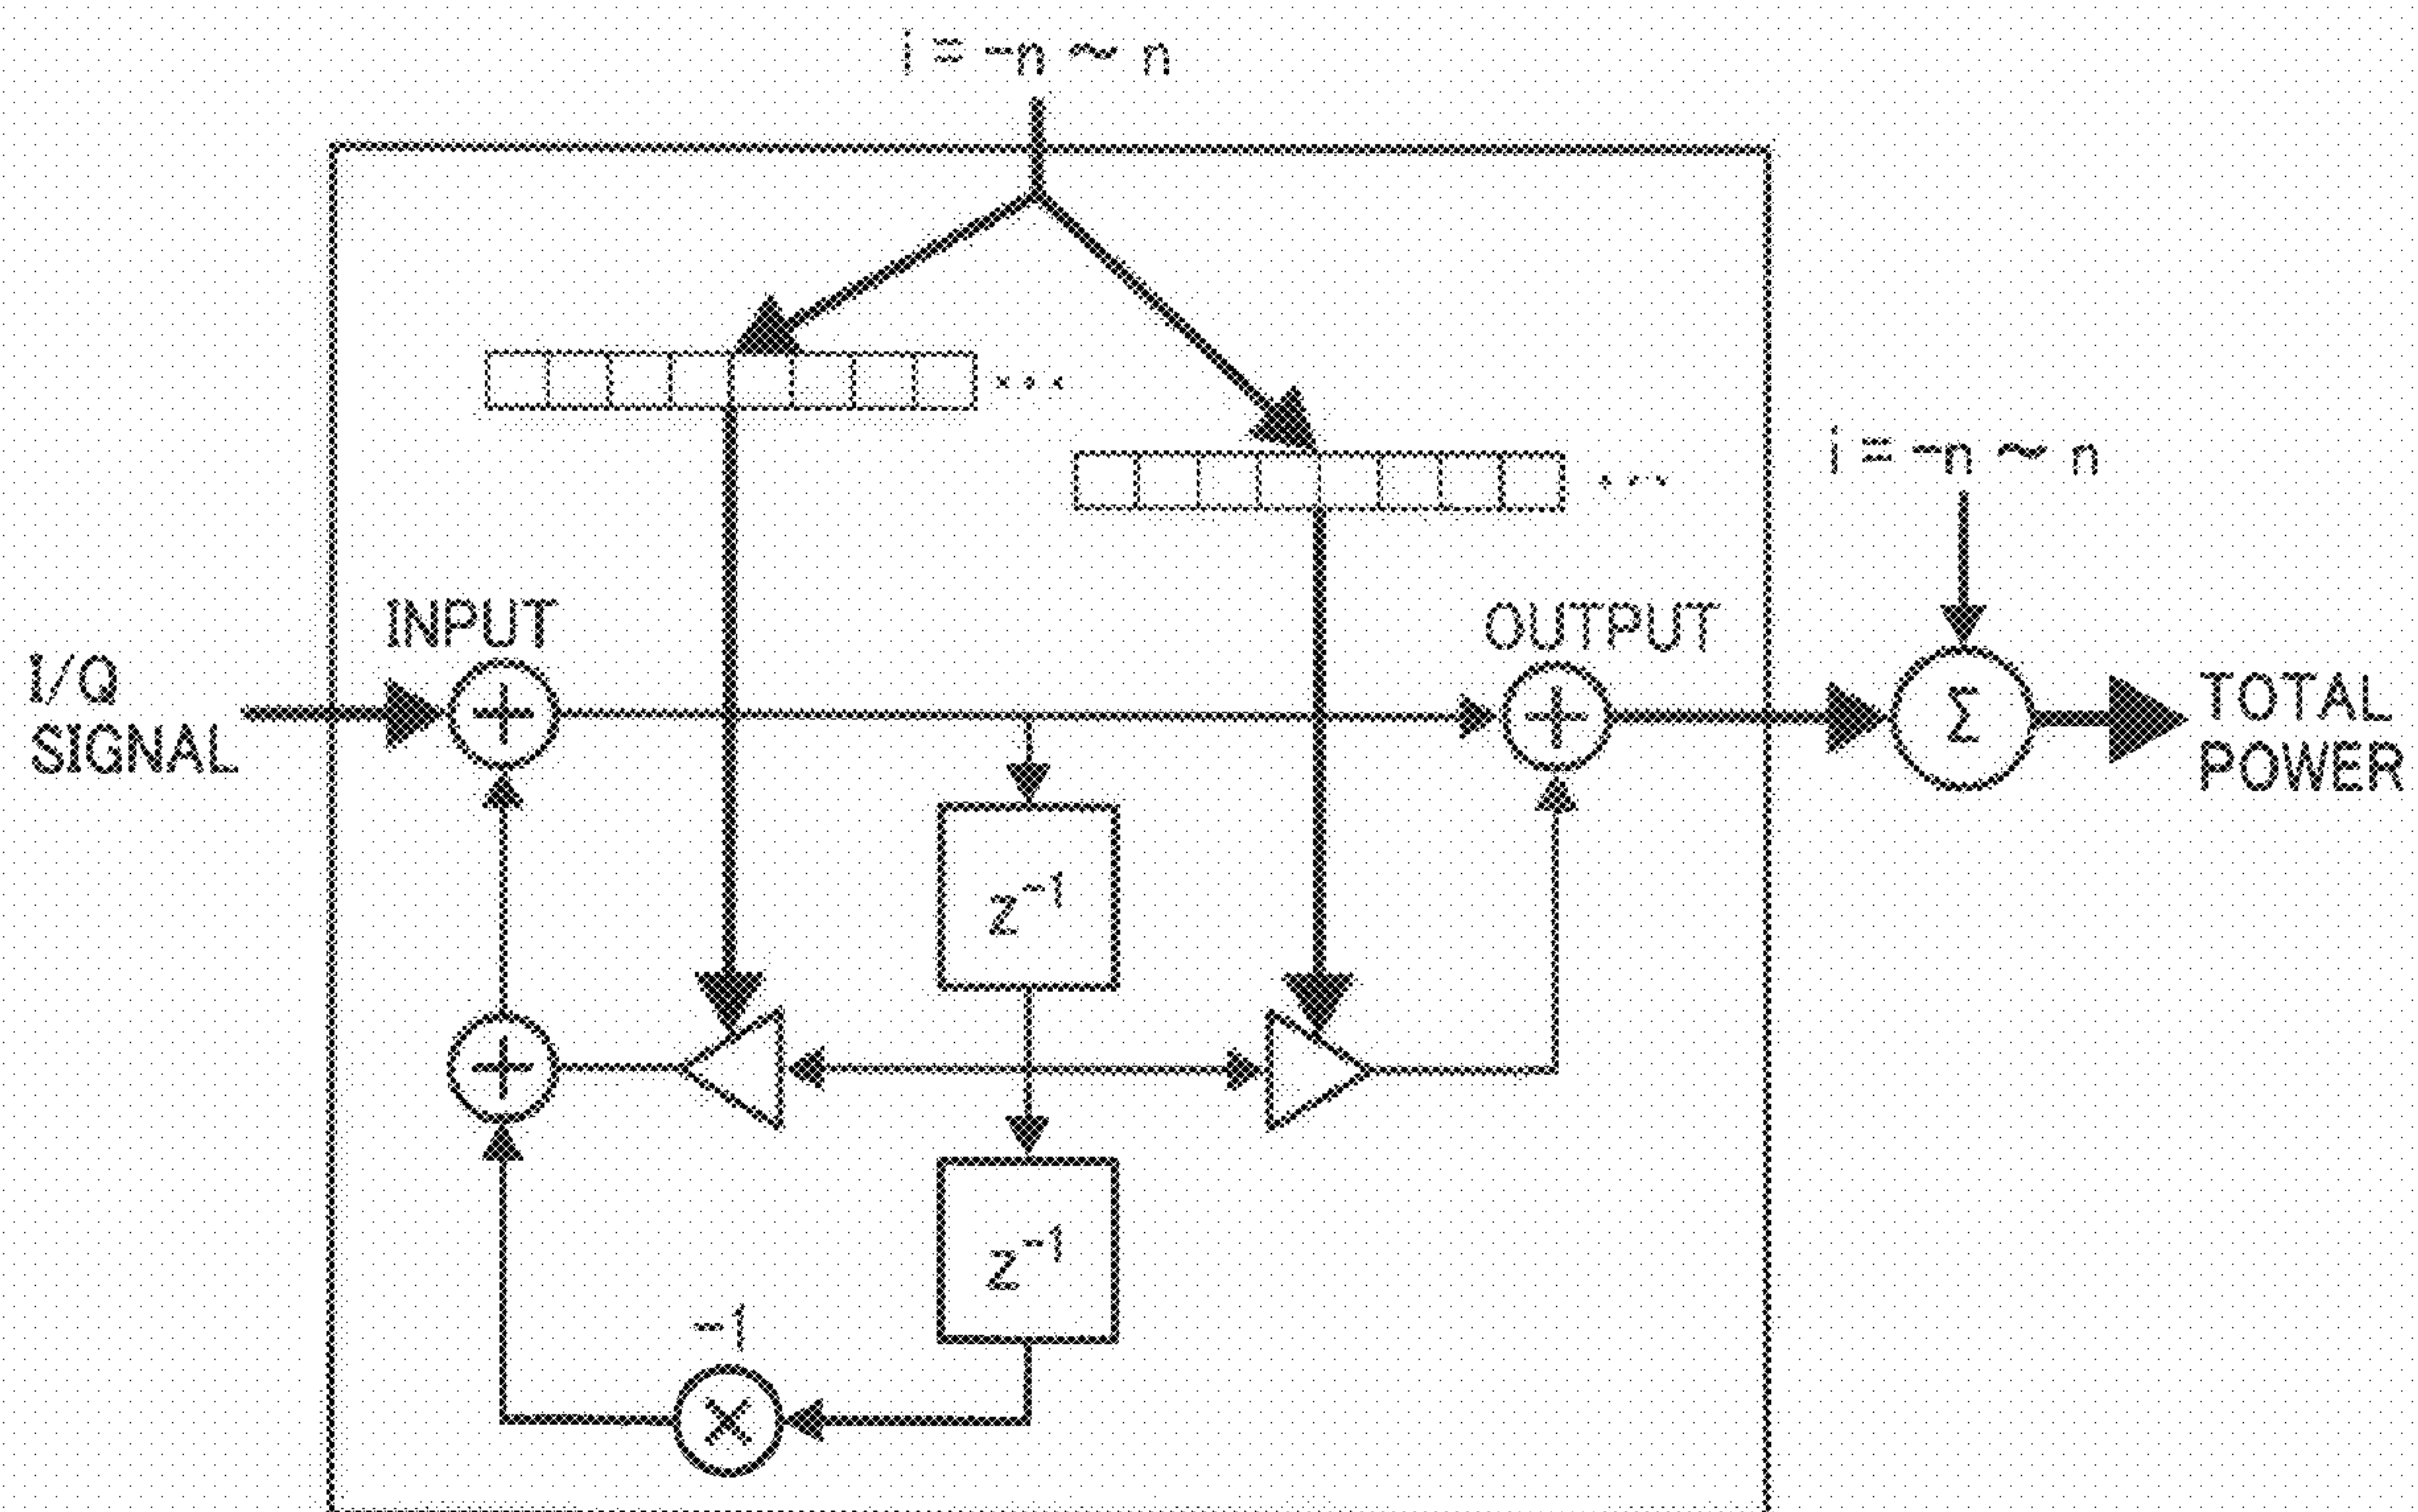 i = -n ~ n
...
...
i = -n ~ n
INPUT
OUTPUT
I/Q
SIGNAL
+
+
Σ
TOTAL
POWER
z⁻¹
+
z⁻¹
-1
×